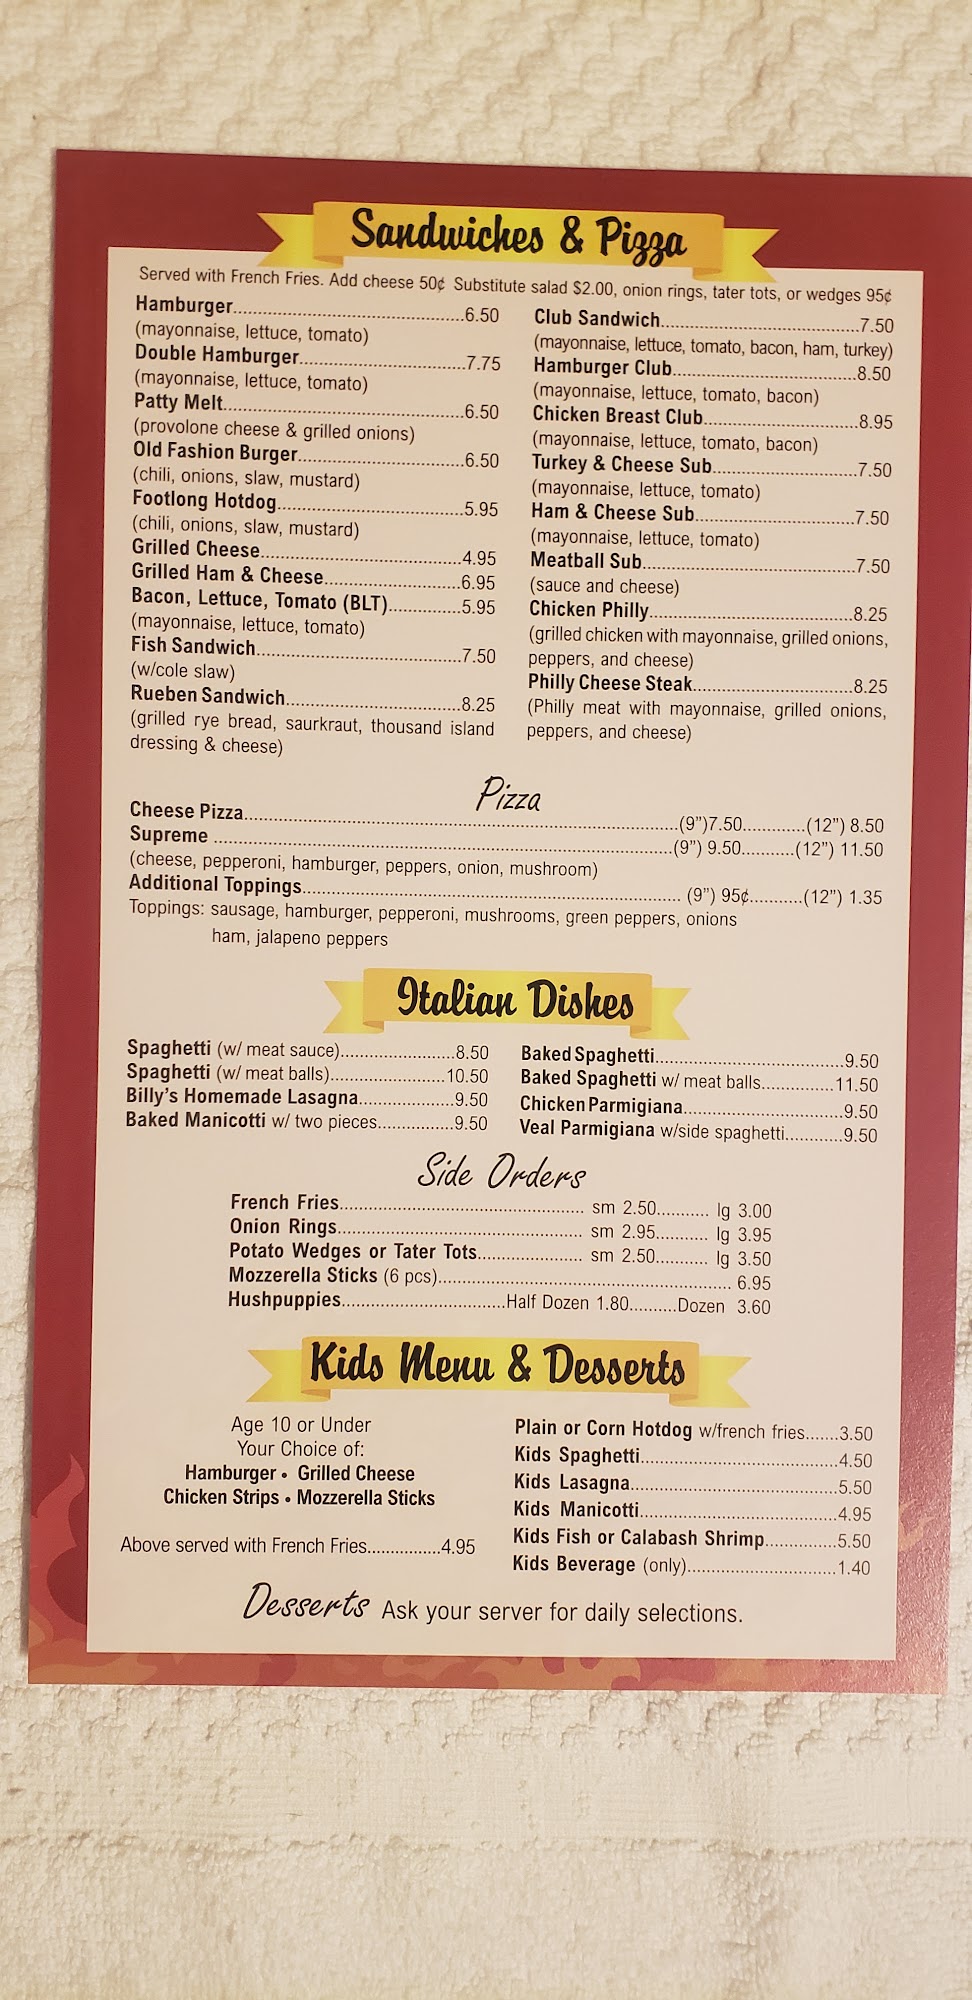 Sandwiches & Pizza
Served with French Fries. Add cheese 50¢ Substitute salad $2.00, onion rings, tater tots, or wedges 95¢
Hamburger...6.50
(mayonnaise, lettuce, tomato)
Double Hamburger...7.75
(mayonnaise, lettuce, tomato)
Patty Melt...6.50
(provolone cheese & grilled onions)
Old Fashion Burger...6.50
(chili, onions, slaw, mustard)
Footlong Hotdog...5.95
(chili, onions, slaw, mustard)
Grilled Cheese...4.95
Grilled Ham & Cheese...6.95
Bacon, Lettuce, Tomato (BLT)...5.95
(mayonnaise, lettuce, tomato)
Fish Sandwich...7.50
(w/cole slaw)
Rueben Sandwich...8.25
(grilled rye bread, saurkraut, thousand island
dressing & cheese)
Club Sandwich...7.50
(mayonnaise, lettuce, tomato, bacon, ham, turkey)
Hamburger Club...8.50
(mayonnaise, lettuce, tomato, bacon)
Chicken Breast Club...8.95
(mayonnaise, lettuce, tomato, bacon)
Turkey & Cheese Sub...7.50
(mayonnaise, lettuce, tomato)
Ham & Cheese Sub...7.50
(mayonnaise, lettuce, tomato)
Meatball Sub...7.50
(sauce and cheese)
Chicken Philly...8.25
(grilled chicken with mayonnaise, grilled onions,
peppers, and cheese)
Philly Cheese Steak...8.25
(Philly meat with mayonnaise, grilled onions,
peppers, and cheese)
Pizza
Cheese Pizza...(9")7.50...(12") 8.50
Supreme ...(9") 9.50...(12") 11.50
(cheese, pepperoni, hamburger, peppers, onion, mushroom)
Additional Toppings... (9") 95¢...(12") 1.35
Toppings: sausage, hamburger, pepperoni, mushrooms, green peppers, onions
ham, jalapeno peppers
Italian Dishes
Spaghetti (w/ meat sauce)...8.50
Spaghetti (w/ meat balls)...10.50
Billy's Homemade Lasagna...9.50
Baked Manicotti w/ two pieces...9.50
Baked Spaghetti...9.50
Baked Spaghetti w/ meat balls...11.50
Chicken Parmigiana...9.50
Veal Parmigiana w/side spaghetti...9.50
Side Orders
French Fries... sm 2.50... lg 3.00
Onion Rings... sm 2.95... lg 3.95
Potato Wedges or Tater Tots... sm 2.50... lg 3.50
Mozzerella Sticks (6 pcs)... 6.95
Hushpuppies...Half Dozen 1.80...Dozen 3.60
Kids Menu & Desserts
Age 10 or Under
Your Choice of:
Hamburger • Grilled Cheese
Chicken Strips • Mozzerella Sticks
Above served with French Fries...4.95
Plain or Corn Hotdog w/french fries...3.50
Kids Spaghetti...4.50
Kids Lasagna...5.50
Kids Manicotti...4.95
Kids Fish or Calabash Shrimp...5.50
Kids Beverage (only)...1.40
Desserts Ask your server for daily selections.